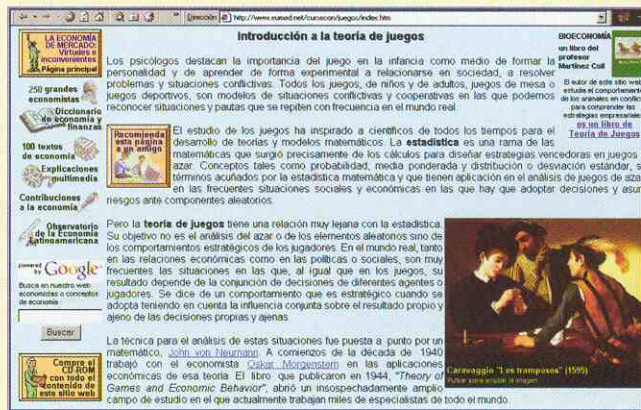 Dirección http://www.eumed.net/cursecon/juegos/index.htm
LA ECONOMÍA
DE MERCADO:
Virtudes e
inconvenientes
Página principal
250 grandes
economistas
Diccionario
de economía y
finanzas
100 textos
de economía
Explicaciones
multimedia
Contribuciones
a la economía
Observatorio
de la Economía
Latinoamericana
powered by Google
Busca en nuestro web
economistas o conceptos
de economía
Buscar
Compre el
CD-ROM
con todo el
contenido de
este sitio web
Introducción a la teoría de juegos
Los psicólogos destacan la importancia del juego en la infancia como medio de formar la
personalidad y de aprender de forma experimental a relacionarse en sociedad, a resolver
problemas y situaciones conflictivas. Todos los juegos, de niños y de adultos, juegos de mesa o
juegos deportivos, son modelos de situaciones conflictivas y cooperativas en las que podemos
reconocer situaciones y pautas que se repiten con frecuencia en el mundo real.
Recomienda
esta página
a un amigo
El estudio de los juegos ha inspirado a científicos de todos los tiempos para el
desarrollo de teorías y modelos matemáticos. La estadística es una rama de las
matemáticas que surgió precisamente de los cálculos para diseñar estrategias vencedoras en juegos
azar. Conceptos tales como probabilidad, media ponderada y distribución o desviación estándar, s
términos acuñados por la estadística matemática y que tienen aplicación en el análisis de juegos de aza
en las frecuentes situaciones sociales y económicas en las que hay que adoptar decisiones y asu
riesgos ante componentes aleatorios.
Pero la teoría de juegos tiene una relación muy lejana con la estadística.
Su objetivo no es el análisis del azar o de los elementos aleatorios sino de
los comportamientos estratégicos de los jugadores. En el mundo real, tanto
en las relaciones económicas como en las políticas o sociales, son muy
frecuentes las situaciones en las que, al igual que en los juegos, su
resultado depende de la conjunción de decisiones de diferentes agentes o
jugadores. Se dice de un comportamiento que es estratégico cuando se
adopta teniendo en cuenta la influencia conjunta sobre el resultado propio y
ajeno de las decisiones propias y ajenas.
La técnica para el análisis de estas situaciones fue puesta a punto por un
matemático, John von Neumann. A comienzos de la década de 1940
trabajó con el economista Oskar Morgenstern en las aplicaciones
económicas de esa teoría. El libro que publicaron en 1944, "Theory of
Games and Economic Behavior", abrió un insospechadamente amplio
campo de estudio en el que actualmente trabajan miles de especialistas de todo el mundo.
Caravaggio "Los tramposos" (1595)
Pulsar para ampliar la imagen
BIOECONOMÍA
un libro del
profesor
Martínez Coll
El autor de este sitio web
estudia el comportamiento
de los animales en conflicto
para comprender las
estrategias empresariales
es un libro de
Teoría de Juegos